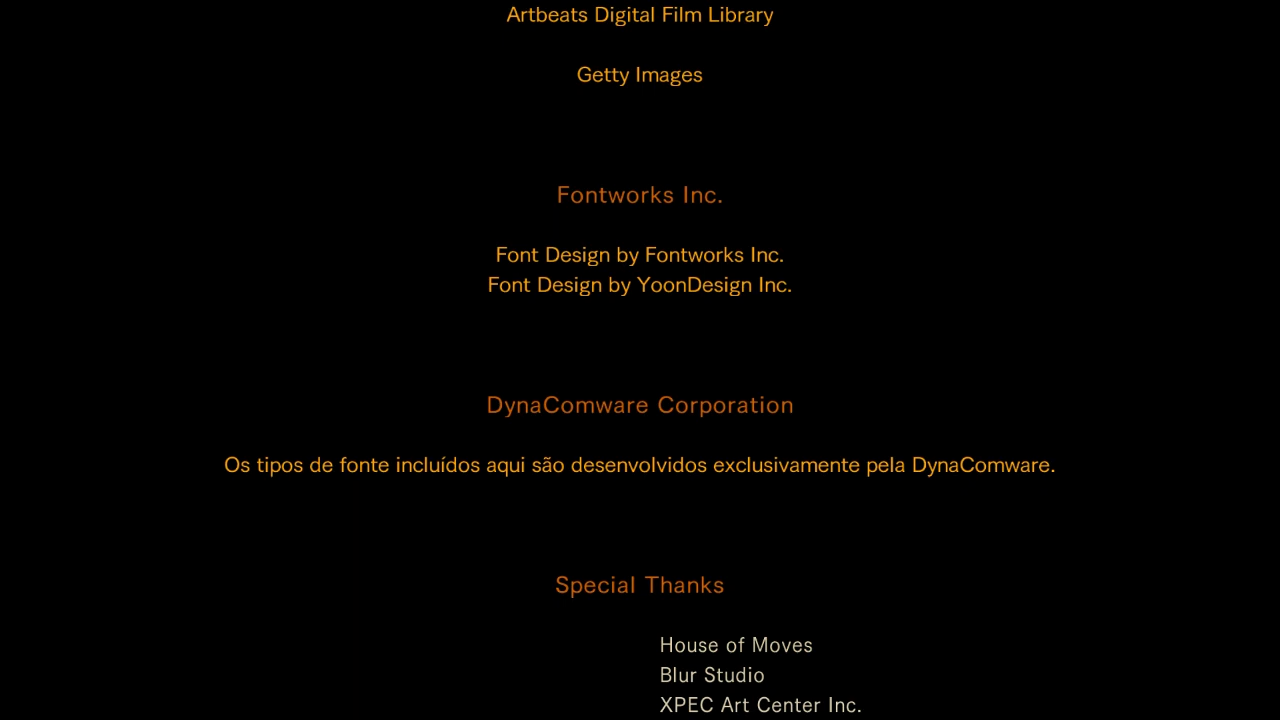 Artbeats Digital Film Library
Getty Images
Fontworks Inc.
Font Design by Fontworks Inc.
Font Design by YoonDesign Inc.
DynaComware Corporation
Os tipos de fonte incluídos aqui são desenvolvidos exclusivamente pela DynaComware.
Special Thanks
House of Moves
Blur Studio
XPEC Art Center Inc.